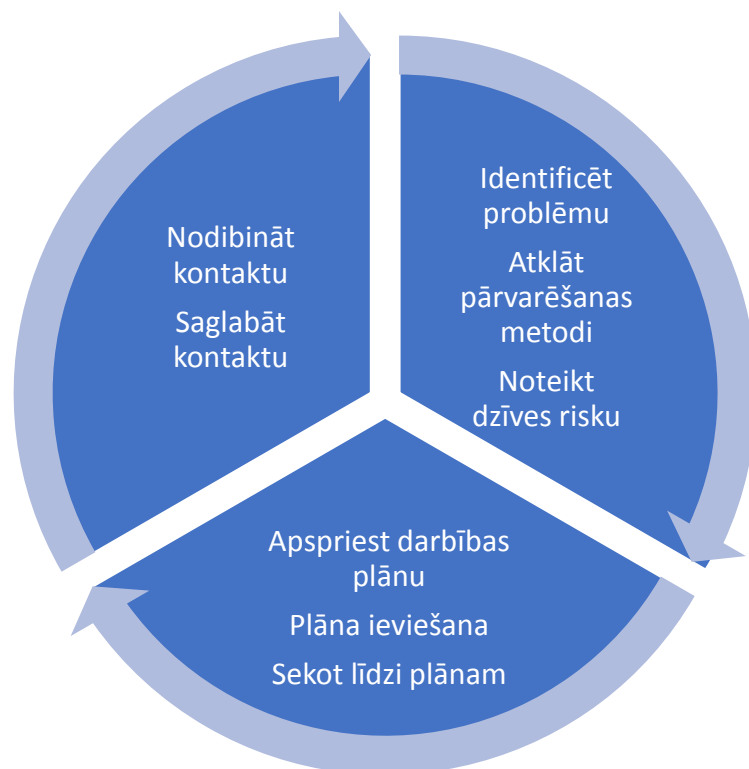 Nodibināt
kontaktu
Saglabāt
kontaktu
Identificēt
problēmu
Atklāt
pārvarēšanas
metodi
Noteikt
dzīves risku
Apspriest darbības
plānu
Plāna ieviešana
Sekot līdzi plānam